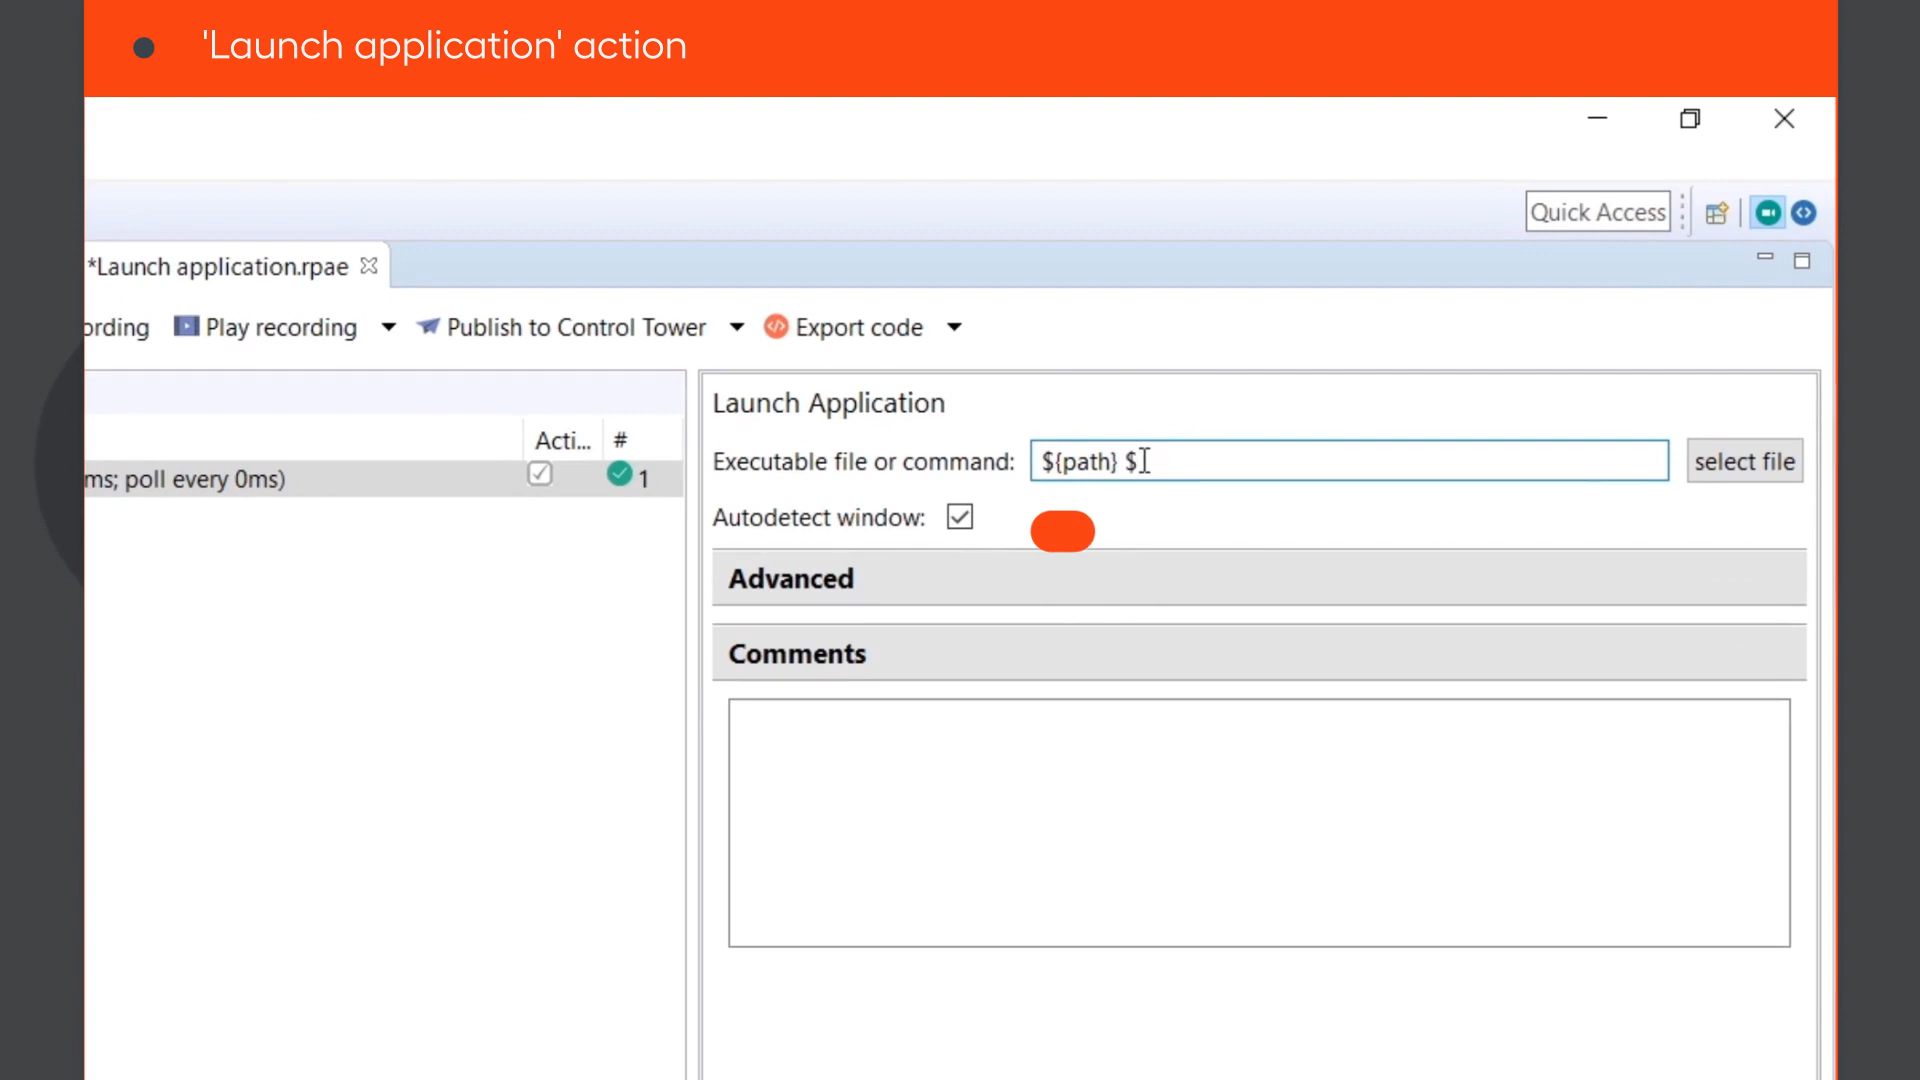 'Launch application' action
Quick Access
*Launch application.rpae
ording Play recording Publish to Control Tower Export code
Launch Application
Acti... #
Executable file or command: ${path} $ select file
ms; poll every 0ms) 1
Autodetect window:
Advanced
Comments